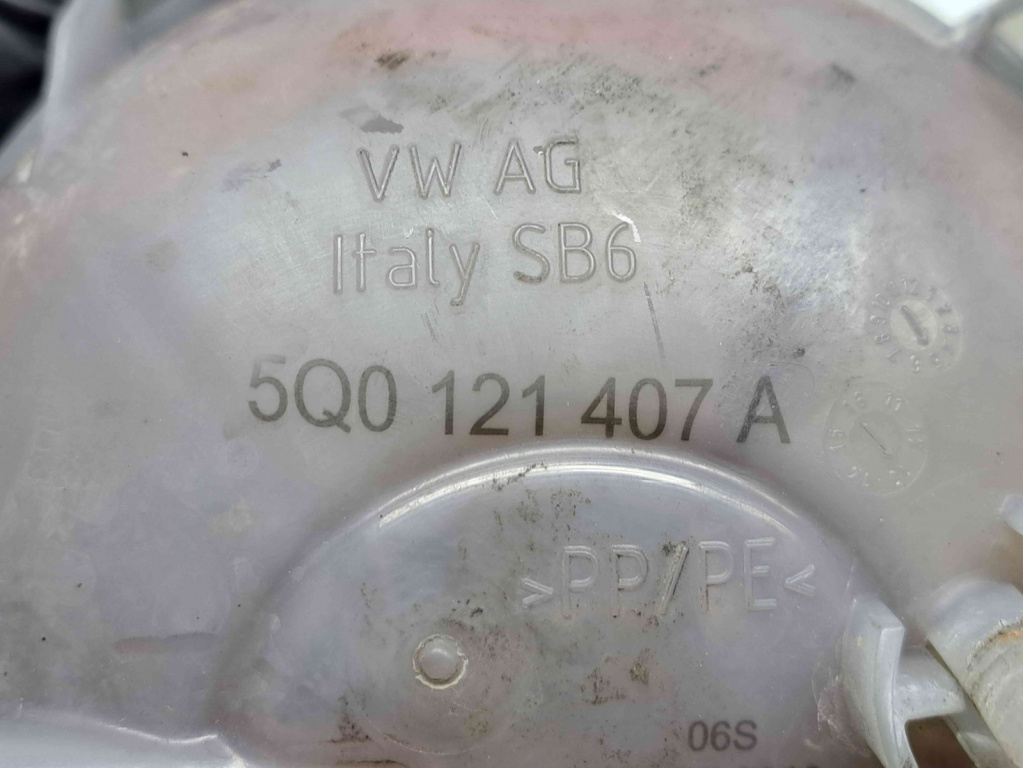 VW AG
Italy SB6
5Q0 121 407 A
>PP/PE<
06S